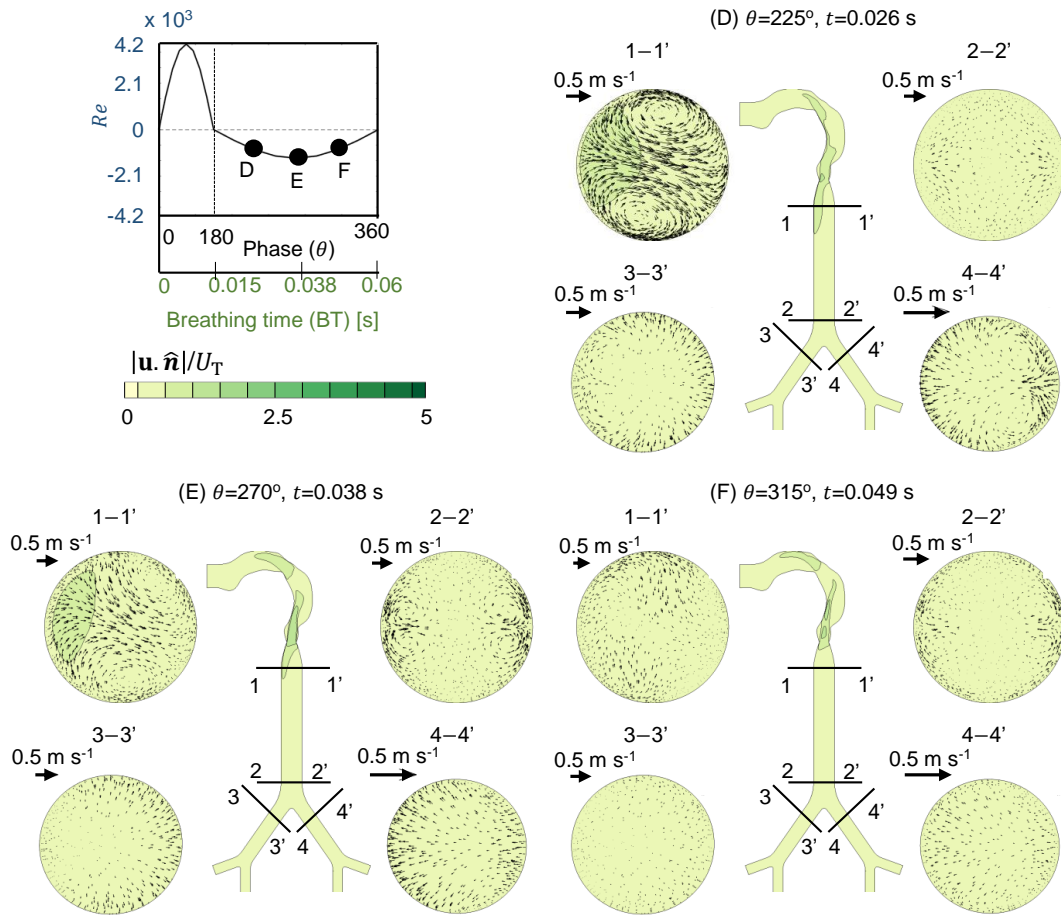 x 10³
4.2
2.1
0
-2.1
-4.2
Re
D
E
F
0
180
360
Phase (θ)
0
0.015
0.038
0.06
Breathing time (BT) [s]
|u. n̂|/U_T
0
2.5
5
(D) θ=225º, t=0.026 s
1−1’
2−2’
0.5 m s⁻¹
0.5 m s⁻¹
1
1’
3−3’
4−4’
0.5 m s⁻¹
0.5 m s⁻¹
2
2’
3
4’
3’
4
(E) θ=270º, t=0.038 s
1−1’
2−2’
0.5 m s⁻¹
0.5 m s⁻¹
1
1’
3−3’
4−4’
0.5 m s⁻¹
0.5 m s⁻¹
2
2’
3
4’
3’
4
(F) θ=315º, t=0.049 s
1−1’
2−2’
0.5 m s⁻¹
0.5 m s⁻¹
1
1’
3−3’
4−4’
0.5 m s⁻¹
0.5 m s⁻¹
2
2’
3
4’
3’
4